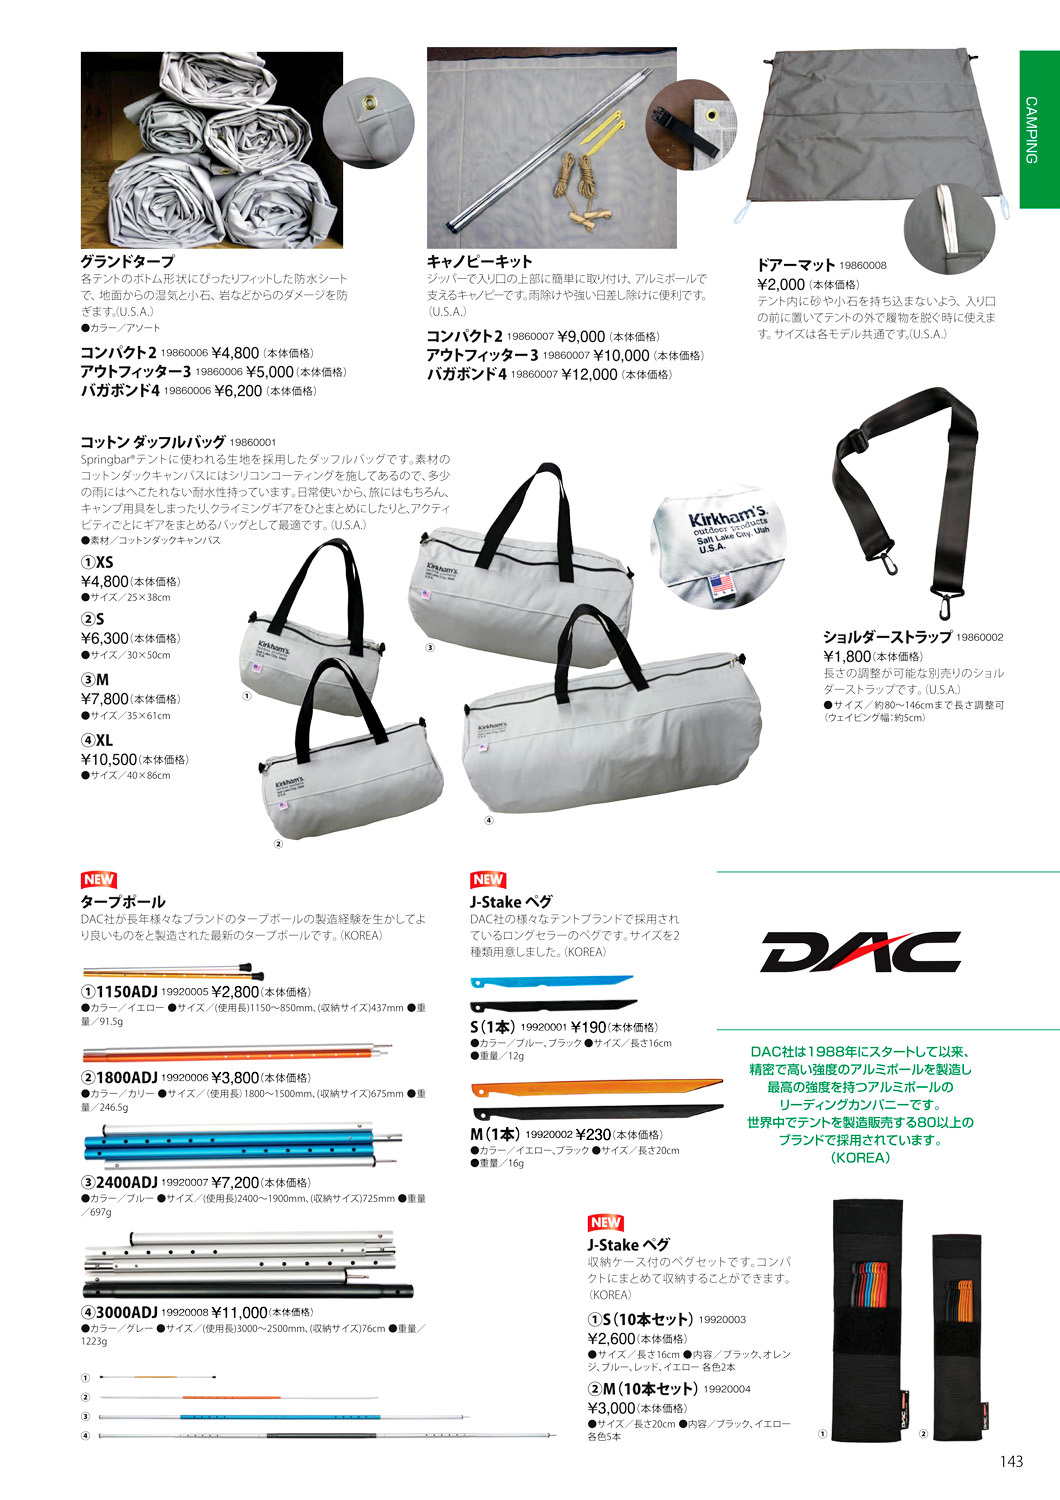 CAMPING
グランドタープ
各テントのボトム形状にぴったりフィットした防水シート
で、地面からの湿気と小石、岩などからのダメージを防
ぎます。(U.S.A.)
●カラー／アソート
コンパクト2 19860006 ¥4,800（本体価格）
アウトフィッター3 19860006 ¥5,000（本体価格）
バガボンド4 19860006 ¥6,200（本体価格）
キャノピーキット
ジッパーで入り口の上部に簡単に取り付け、アルミポールで
支えるキャノピーです。雨除けや強い日差し除けに便利です。
（U.S.A.）
コンパクト2 19860007 ¥9,000（本体価格）
アウトフィッター3 19860007 ¥10,000（本体価格）
バガボンド4 19860007 ¥12,000（本体価格）
ドアーマット 19860008
¥2,000（本体価格）
テント内に砂や小石を持ち込まないよう、入り口
の前に置いてテントの外で履物を脱ぐ時に使えま
す。サイズは各モデル共通です。(U.S.A.)
コットン ダッフルバッグ 19860001
Springbar®テントに使われる生地を採用したダッフルバッグです。素材の
コットンダックキャンバスにはシリコンコーティングを施してあるので、多少
の雨にはへこたれない耐水性持っています。日常使いから、旅にはもちろん、
キャンプ用具をしまったり、クライミングギアをひとまとめにしたりと、アクティ
ビティごとにギアをまとめるバッグとして最適です。（U.S.A.）
●素材／コットンダックキャンバス
①XS
¥4,800(本体価格)
●サイズ／25×38cm
②S
¥6,300(本体価格)
●サイズ／30×50cm
③M
¥7,800(本体価格)
●サイズ／35×61cm
④XL
¥10,500(本体価格)
●サイズ／40×86cm
Kirkham's
outdoor products
Salt Lake City, Utah
U.S.A.
Kirkham's.
outdoor products
Salt Lake City, Utah
U.S.A.
Kirkham's.
outdoor products
Salt Lake City, Utah
U.S.A.
Kirkham's.
outdoor products
Salt Lake City, Utah
U.S.A.
Kirkham's.
outdoor products
Salt Lake City, Utah
U.S.A.
①
②
③
④
ショルダーストラップ 19860002
¥1,800(本体価格)
長さの調整が可能な別売りのショル
ダーストラップです。（U.S.A.）
●サイズ／約80〜146cmまで長さ調整可
（ウェイビング幅：約5cm）
NEW
タープポール
DAC社が長年様々なブランドのタープポールの製造経験を生かしてよ
り良いものをと製造された最新のタープポールです。（KOREA）
①1150ADJ 19920005 ¥2,800(本体価格)
●カラー／イエロー ●サイズ／(使用長)1150〜850mm、(収納サイズ)437mm ●重
量／91.5g
②1800ADJ 19920006 ¥3,800(本体価格)
●カラー／カリー ●サイズ／（使用長）1800〜1500mm、(収納サイズ)675mm ●重
量／246.5g
③2400ADJ 19920007 ¥7,200(本体価格)
●カラー／ブルー ●サイズ／(使用長)2400〜1900mm、(収納サイズ)725mm ●重量
／697g
④3000ADJ 19920008 ¥11,000(本体価格)
●カラー／グレー ●サイズ／(使用長)3000〜2500mm、(収納サイズ)76cm ●重量／
1223g
①
②
③
④
NEW
J-Stake ペグ
DAC社の様々なテントブランドで採用され
ているロングセラーのペグです。サイズを2
種類用意しました。（KOREA）
S（1本）19920001 ¥190(本体価格)
●カラー／ブルー、ブラック ●サイズ／長さ16cm
●重量／12g
M（1本）19920002 ¥230(本体価格)
●カラー／イエロー、ブラック ●サイズ／長さ20cm
●重量／16g
DAC
DAC社は1988年にスタートして以来、
精密で高い強度のアルミポールを製造し
最高の強度を持つアルミポールの
リーディングカンパニーです。
世界中でテントを製造販売する80以上の
ブランドで採用されています。
（KOREA）
NEW
J-Stake ペグ
収納ケース付のペグセットです。コンパ
クトにまとめて収納することができます。
（KOREA）
①S（10本セット）19920003
¥2,600(本体価格)
●サイズ／長さ16cm ●内容／ブラック、オレン
ジ、ブルー、レッド、イエロー 各色2本
②M（10本セット）19920004
¥3,000(本体価格)
●サイズ／長さ20cm ●内容／ブラック、イエロー
各色5本
DAC
DAC
①
②
143